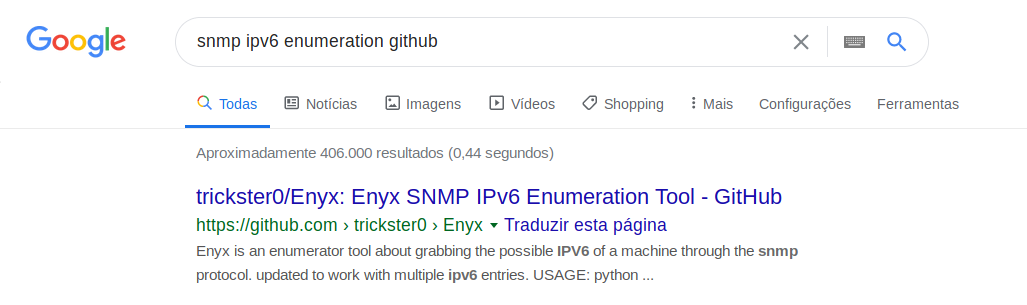 Google
snmp ipv6 enumeration github
Todas Notícias Imagens Vídeos Shopping Mais Configurações Ferramentas
Aproximadamente 406.000 resultados (0,44 segundos)
trickster0/Enyx: Enyx SNMP IPv6 Enumeration Tool - GitHub
https://github.com › trickster0 › Enyx ▾ Traduzir esta página
Enyx is an enumerator tool about grabbing the possible IPV6 of a machine through the snmp
protocol. updated to work with multiple ipv6 entries. USAGE: python ...